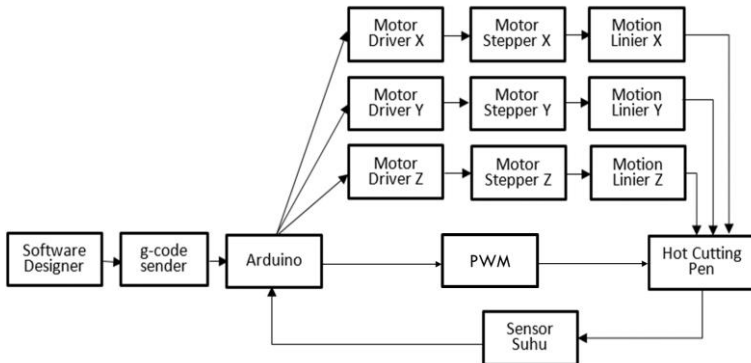 Motor
Driver X
Motor
Stepper X
Motion
Linier X
Motor
Driver Y
Motor
Stepper Y
Motion
Linier Y
Motor
Driver Z
Motor
Stepper Z
Motion
Linier Z
Software
Designer
g-code
sender
Arduino
PWM
Hot Cutting
Pen
Sensor
Suhu